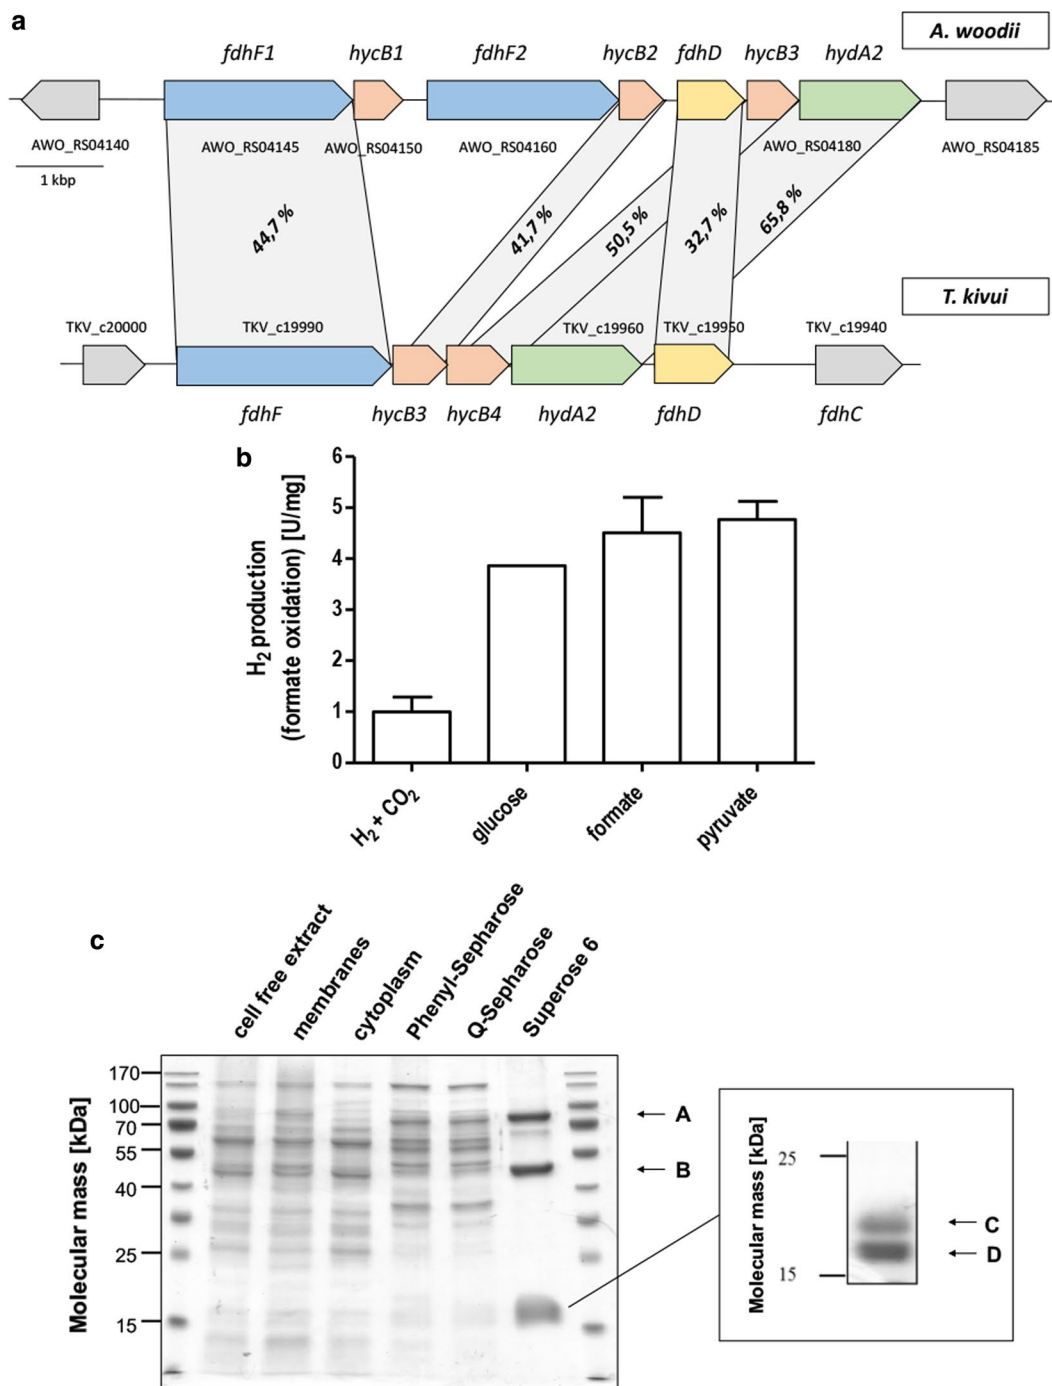 a
A. woodii
fdhF1 hycB1 fdhF2 hycB2 fdhD hycB3 hydA2
AWO_RS04140 AWO_RS04145 AWO_RS04150 AWO_RS04160 AWO_RS04180 AWO_RS04185
1 kbp
44,7 % 41,7 % 50,5 % 32,7 % 65,8 %
T. kivui
TKV_c20000 TKV_c19990 TKV_c19960 TKV_c19950 TKV_c19940
fdhF hycB3 hycB4 hydA2 fdhD fdhC
b
H2 production
(formate oxidation) [U/mg]
6
5
4
3
2
1
0
H2 + CO2 glucose formate pyruvate
c
cell free extract membranes cytoplasm Phenyl-Sepharose Q-Sepharose Superose 6
Molecular mass [kDa]
170
100
70
55
40
25
15
A
B
Molecular mass [kDa]
25
15
C
D